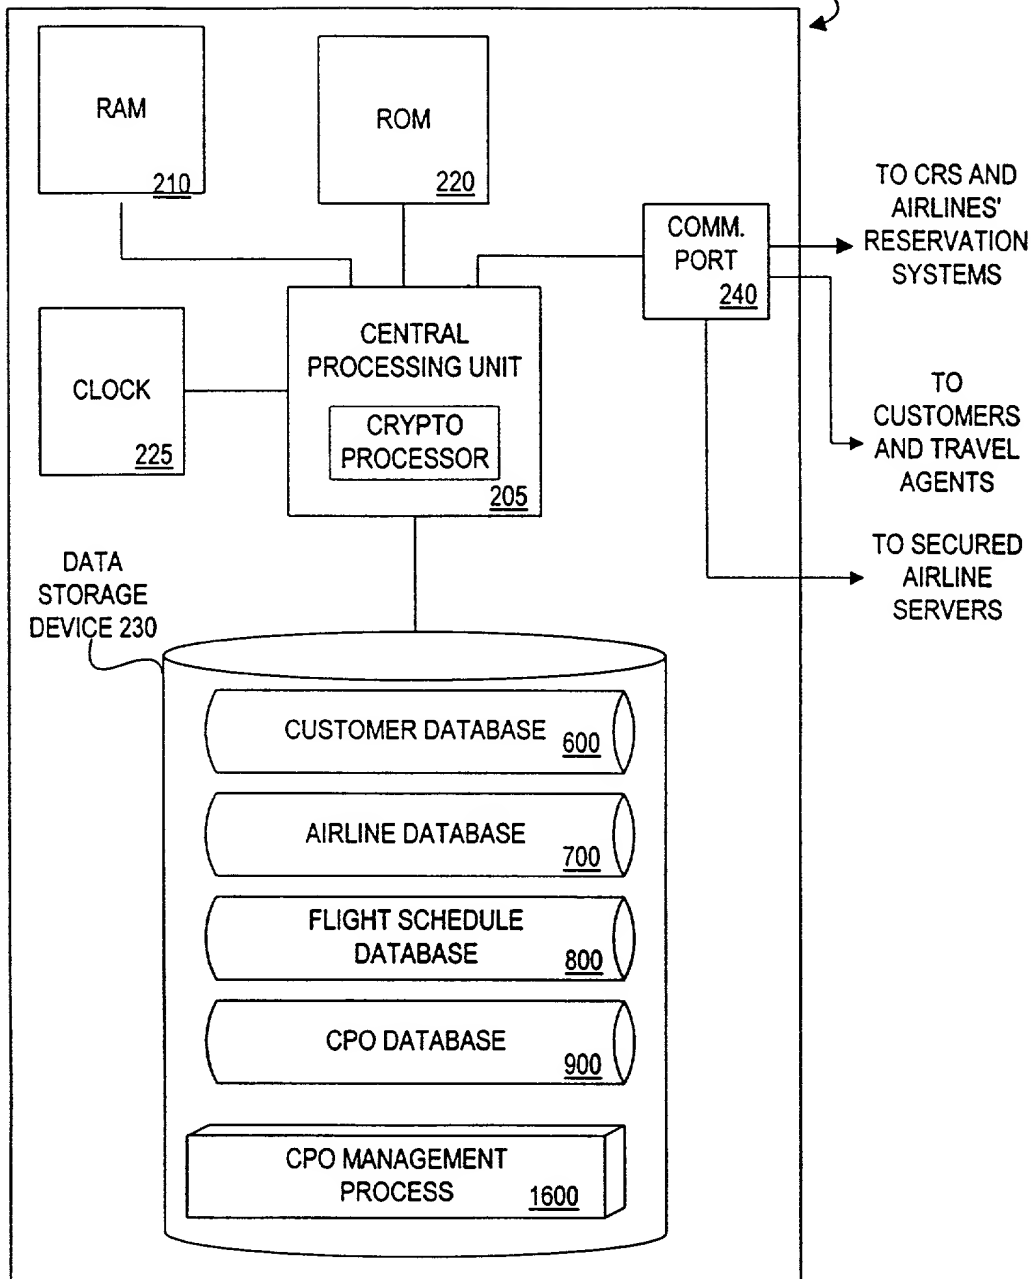 RAM
210
ROM
220
TO CRS AND
AIRLINES'
RESERVATION
SYSTEMS
COMM.
PORT
240
CLOCK
225
CENTRAL
PROCESSING UNIT
CRYPTO
PROCESSOR
205
TO
CUSTOMERS
AND TRAVEL
AGENTS
TO SECURED
AIRLINE
SERVERS
DATA
STORAGE
DEVICE 230
CUSTOMER DATABASE
600
AIRLINE DATABASE
700
FLIGHT SCHEDULE
DATABASE
800
CPO DATABASE
900
CPO MANAGEMENT
PROCESS
1600